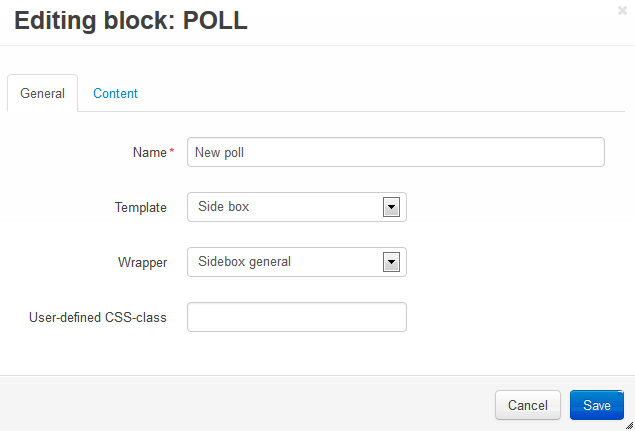 Editing block: POLL
General Content
Name * New poll
Template Side box
Wrapper Sidebox general
User-defined CSS-class
Cancel Save